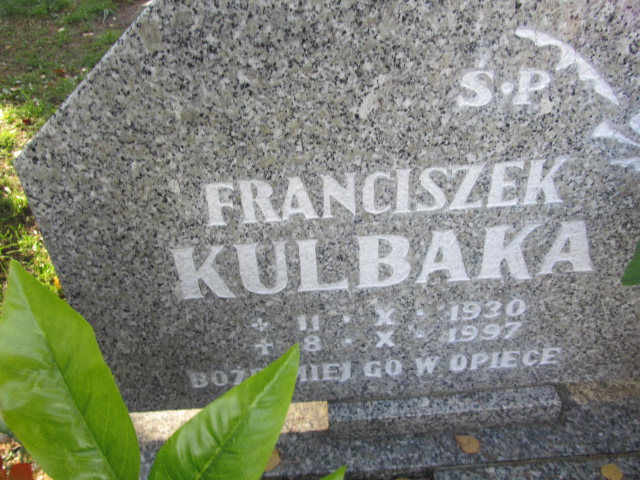 Ś·P
FRANCISZEK
KULBAKA
11 · X · 1930
+ 8 · X · 1997
GO W OPIECE